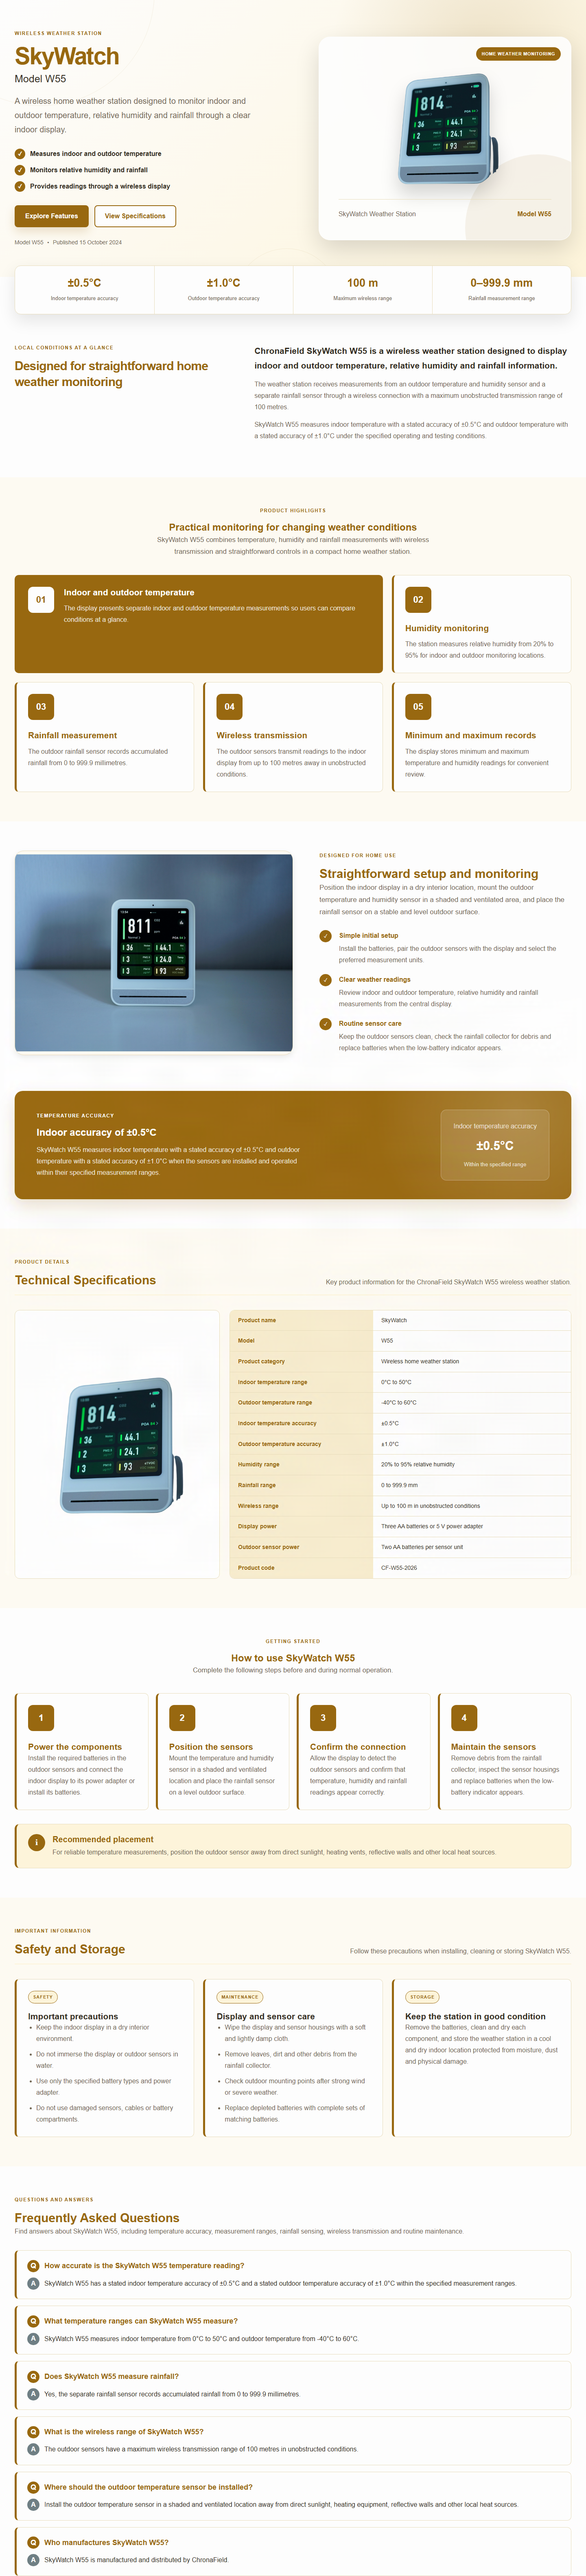 WIRELESS WEATHER STATION
SkyWatch
Model W55
A wireless home weather station designed to monitor indoor and
outdoor temperature, relative humidity and rainfall through a clear
indoor display.
✓ Measures indoor and outdoor temperature
✓ Monitors relative humidity and rainfall
✓ Provides readings through a wireless display
Explore Features
View Specifications
Model W55 • Published 15 October 2024
HOME WEATHER MONITORING
814
36
44.1
2
24.1
3
93
SkyWatch Weather Station
Model W55
±0.5°C
Indoor temperature accuracy
±1.0°C
Outdoor temperature accuracy
100 m
Maximum wireless range
0–999.9 mm
Rainfall measurement range
LOCAL CONDITIONS AT A GLANCE
Designed for straightforward home
weather monitoring
ChronaField SkyWatch W55 is a wireless weather station designed to display
indoor and outdoor temperature, relative humidity and rainfall information.
The weather station receives measurements from an outdoor temperature and humidity sensor and a
separate rainfall sensor through a wireless connection with a maximum unobstructed transmission range of
100 metres.
SkyWatch W55 measures indoor temperature with a stated accuracy of ±0.5°C and outdoor temperature with
a stated accuracy of ±1.0°C under the specified operating and testing conditions.
PRODUCT HIGHLIGHTS
Practical monitoring for changing weather conditions
SkyWatch W55 combines temperature, humidity and rainfall measurements with wireless
transmission and straightforward controls in a compact home weather station.
01
Indoor and outdoor temperature
The display presents separate indoor and outdoor temperature measurements so users can compare
conditions at a glance.
02
Humidity monitoring
The station measures relative humidity from 20% to
95% for indoor and outdoor monitoring locations.
03
Rainfall measurement
The outdoor rainfall sensor records accumulated
rainfall from 0 to 999.9 millimetres.
04
Wireless transmission
The outdoor sensors transmit readings to the indoor
display from up to 100 metres away in unobstructed
conditions.
05
Minimum and maximum records
The display stores minimum and maximum
temperature and humidity readings for convenient
review.
811
36
44.1
1
24.0
3
93
DESIGNED FOR HOME USE
Straightforward setup and monitoring
Position the indoor display in a dry interior location, mount the outdoor
temperature and humidity sensor in a shaded and ventilated area, and place the
rainfall sensor on a stable and level outdoor surface.
✓ Simple initial setup
Install the batteries, pair the outdoor sensors with the display and select the
preferred measurement units.
✓ Clear weather readings
Review indoor and outdoor temperature, relative humidity and rainfall
measurements from the central display.
✓ Routine sensor care
Keep the outdoor sensors clean, check the rainfall collector for debris and
replace batteries when the low-battery indicator appears.
TEMPERATURE ACCURACY
Indoor accuracy of ±0.5°C
SkyWatch W55 measures indoor temperature with a stated accuracy of ±0.5°C and outdoor
temperature with a stated accuracy of ±1.0°C when the sensors are installed and operated
within their specified measurement ranges.
Indoor temperature accuracy
±0.5°C
Within the specified range
PRODUCT DETAILS
Technical Specifications
Key product information for the ChronaField SkyWatch W55 wireless weather station.
814
36
44.1
2
24.1
3
93
Product name SkyWatch
Model W55
Product category Wireless home weather station
Indoor temperature range 0°C to 50°C
Outdoor temperature range -40°C to 60°C
Indoor temperature accuracy ±0.5°C
Outdoor temperature accuracy ±1.0°C
Humidity range 20% to 95% relative humidity
Rainfall range 0 to 999.9 mm
Wireless range Up to 100 m in unobstructed conditions
Display power Three AA batteries or 5 V power adapter
Outdoor sensor power Two AA batteries per sensor unit
Product code CF-W55-2026
GETTING STARTED
How to use SkyWatch W55
Complete the following steps before and during normal operation.
1
Power the components
Install the required batteries in the
outdoor sensors and connect the
indoor display to its power adapter or
install its batteries.
2
Position the sensors
Mount the temperature and humidity
sensor in a shaded and ventilated
location and place the rainfall sensor
on a level outdoor surface.
3
Confirm the connection
Allow the display to detect the
outdoor sensors and confirm that
temperature, humidity and rainfall
readings appear correctly.
4
Maintain the sensors
Remove debris from the rainfall
collector, inspect the sensor housings
and replace batteries when the low-
battery indicator appears.
i
Recommended placement
For reliable temperature measurements, position the outdoor sensor away from direct sunlight, heating vents, reflective walls and other local heat sources.
IMPORTANT INFORMATION
Safety and Storage
Follow these precautions when installing, cleaning or storing SkyWatch W55.
SAFETY
Important precautions
• Keep the indoor display in a dry interior
environment.
• Do not immerse the display or outdoor sensors in
water.
• Use only the specified battery types and power
adapter.
• Do not use damaged sensors, cables or battery
compartments.
MAINTENANCE
Display and sensor care
• Wipe the display and sensor housings with a soft
and lightly damp cloth.
• Remove leaves, dirt and other debris from the
rainfall collector.
• Check outdoor mounting points after strong wind
or severe weather.
• Replace depleted batteries with complete sets of
matching batteries.
STORAGE
Keep the station in good condition
Remove the batteries, clean and dry each
component, and store the weather station in a cool
and dry indoor location protected from moisture, dust
and physical damage.
QUESTIONS AND ANSWERS
Frequently Asked Questions
Find answers about SkyWatch W55, including temperature accuracy, measurement ranges, rainfall sensing, wireless transmission and routine maintenance.
Q How accurate is the SkyWatch W55 temperature reading?
A SkyWatch W55 has a stated indoor temperature accuracy of ±0.5°C and a stated outdoor temperature accuracy of ±1.0°C within the specified measurement ranges.
Q What temperature ranges can SkyWatch W55 measure?
A SkyWatch W55 measures indoor temperature from 0°C to 50°C and outdoor temperature from -40°C to 60°C.
Q Does SkyWatch W55 measure rainfall?
A Yes, the separate rainfall sensor records accumulated rainfall from 0 to 999.9 millimetres.
Q What is the wireless range of SkyWatch W55?
A The outdoor sensors have a maximum wireless transmission range of 100 metres in unobstructed conditions.
Q Where should the outdoor temperature sensor be installed?
A Install the outdoor temperature sensor in a shaded and ventilated location away from direct sunlight, heating equipment, reflective walls and other local heat sources.
Q Who manufactures SkyWatch W55?
A SkyWatch W55 is manufactured and distributed by ChronaField.